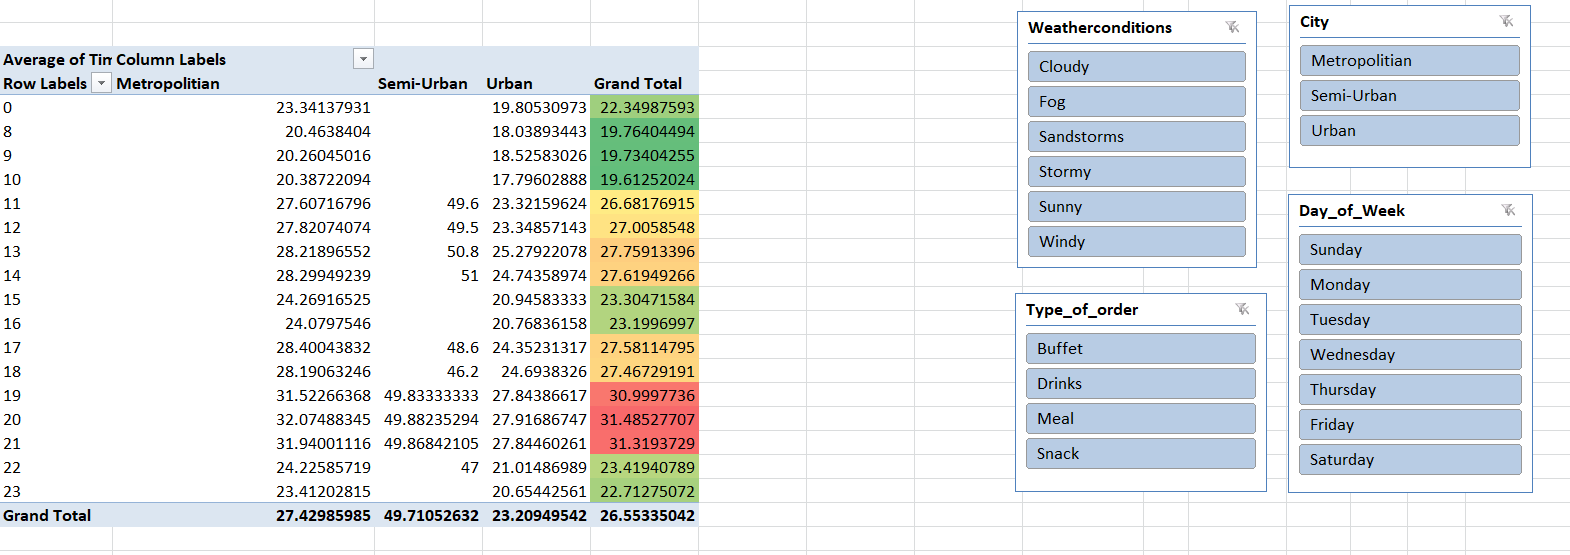 Average of Tim Column Labels
Row Labels Metropolitian Semi-Urban Urban Grand Total
0 23.34137931 19.80530973 22.34987593
8 20.4638404 18.03893443 19.76404494
9 20.26045016 18.52583026 19.73404255
10 20.38722094 17.79602888 19.61252024
11 27.60716796 49.6 23.32159624 26.68176915
12 27.82074074 49.5 23.34857143 27.0058548
13 28.21896552 50.8 25.27922078 27.75913396
14 28.29949239 51 24.74358974 27.61949266
15 24.26916525 20.94583333 23.30471584
16 24.0797546 20.76836158 23.1996997
17 28.40043832 48.6 24.35231317 27.58114795
18 28.19063246 46.2 24.6938326 27.46729191
19 31.52266368 49.83333333 27.84386617 30.9997736
20 32.07488345 49.88235294 27.91686747 31.48527707
21 31.94001116 49.86842105 27.84460261 31.3193729
22 24.22585719 47 21.01486989 23.41940789
23 23.41202815 20.65442561 22.71275072
Grand Total 27.42985985 49.71052632 23.20949542 26.55335042
Weatherconditions
Cloudy
Fog
Sandstorms
Stormy
Sunny
Windy
Type_of_order
Buffet
Drinks
Meal
Snack
City
Metropolitian
Semi-Urban
Urban
Day_of_Week
Sunday
Monday
Tuesday
Wednesday
Thursday
Friday
Saturday